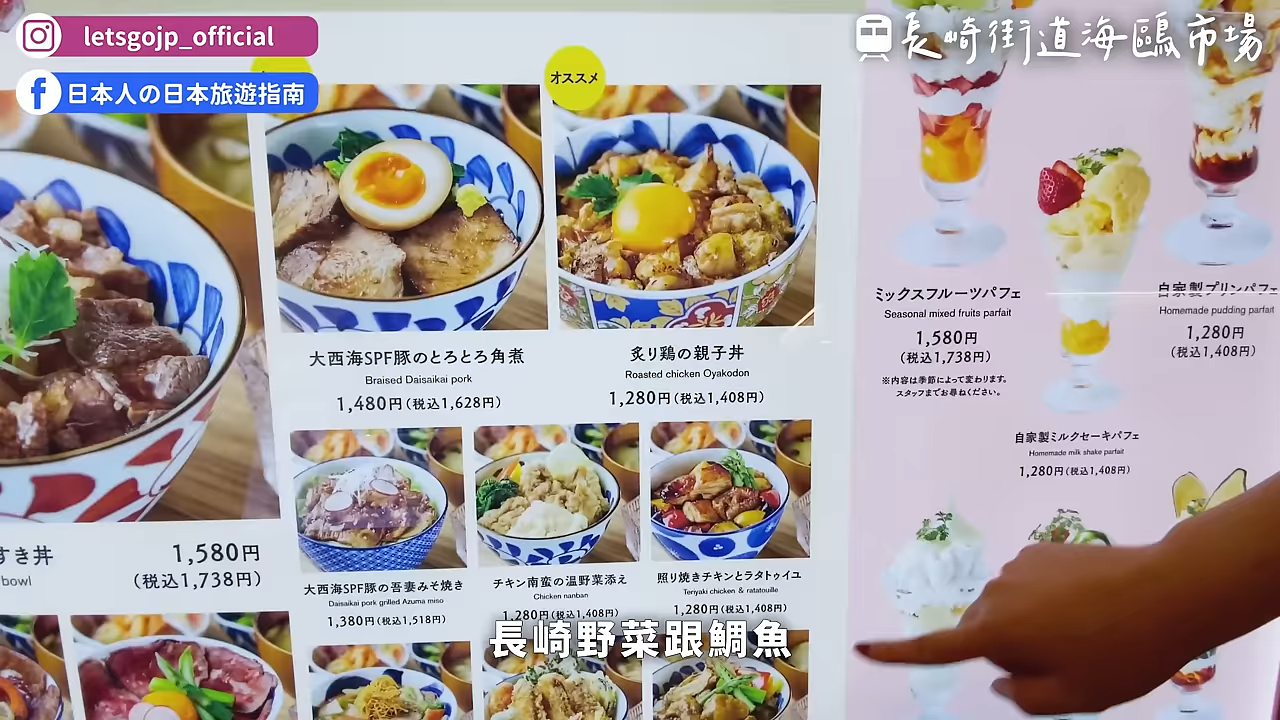 letsgojp_official
日本人の日本旅遊指南
長崎街道海鷗市場
オススメ
大西海SPF豚のとろとろ角煮
Braised Daisaikai pork
1,480円(税込1,628円)
炙り鶏の親子丼
Roasted chicken Oyakodon
1,280円(税込1,408円)
すき丼
bowl
1,580円
(税込1,738円)
大西海SPF豚の吾妻みそ焼き
Daisaikai pork grilled Azuma miso
1,380円(税込1,518円)
チキン南蛮の温野菜添え
Chicken nanban
1,280円(税込1,408円)
照り焼きチキンとラタトゥイユ
Teriyaki chicken & ratatouille
1,280円(税込1,408円)
ミックスフルーツパフェ
Seasonal mixed fruits parfait
1,580円
(税込1,738円)
※内容は季節によって変わります。
スタッフまでお尋ねください。
自家製プリンパフェ
Homemade pudding parfait
1,280円
(税込1,408円)
自家製ミルクセーキパフェ
Homemade milk shake parfait
1,280円(税込1,408円)
長崎野菜跟鯛魚